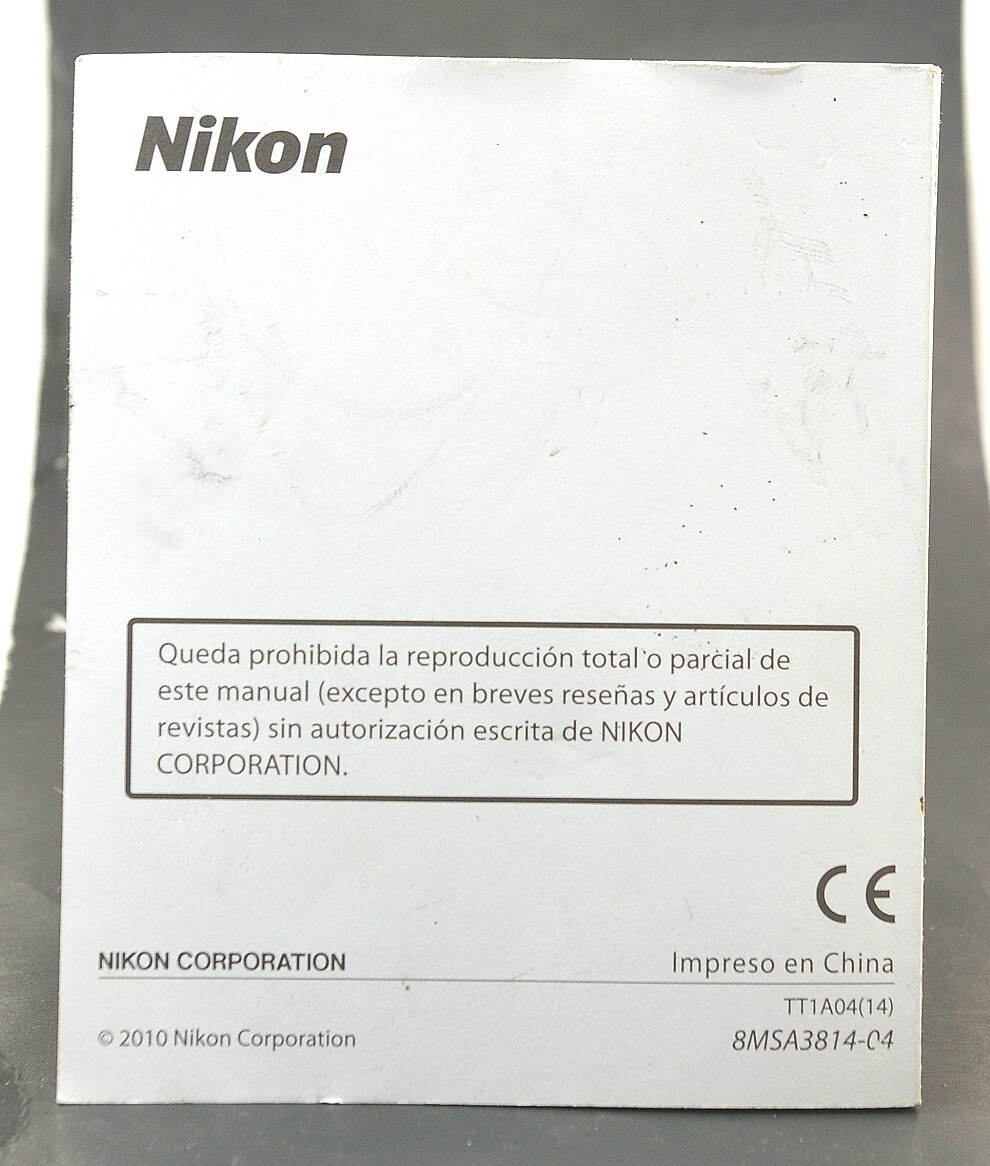 Nikon
Queda prohibida la reproducción total o parcial de
este manual (excepto en breves reseñas y artículos de
revistas) sin autorización escrita de NIKON
CORPORATION.
CE
NIKON CORPORATION
Impreso en China
TT1A04(14)
© 2010 Nikon Corporation
8MSA3814-04